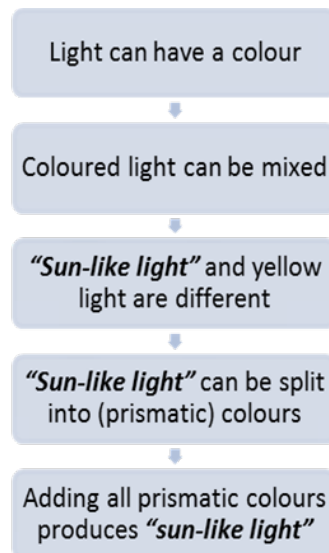 Light can have a colour
Coloured light can be mixed
“Sun-like light” and yellow
light are different
“Sun-like light” can be split
into (prismatic) colours
Adding all prismatic colours
produces “sun-like light”